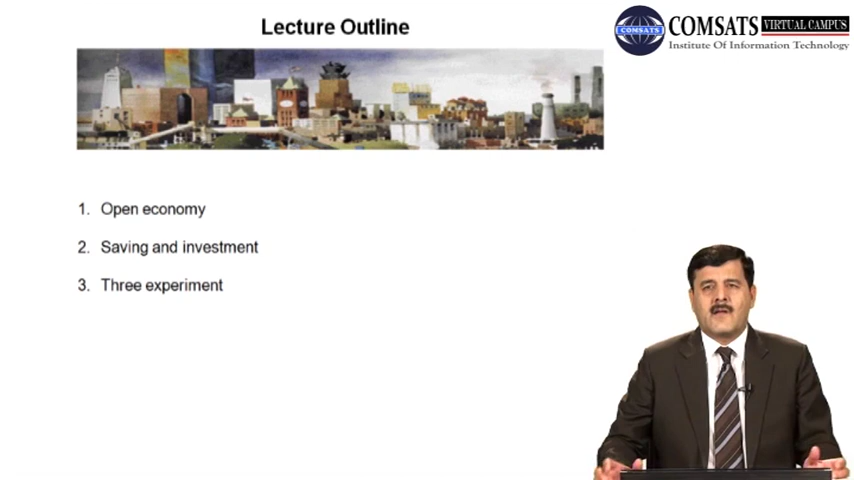 Lecture Outline
COMSATS
COMSATS VIRTUAL CAMPUS
Institute Of Information Technology
1. Open economy
2. Saving and investment
3. Three experiment